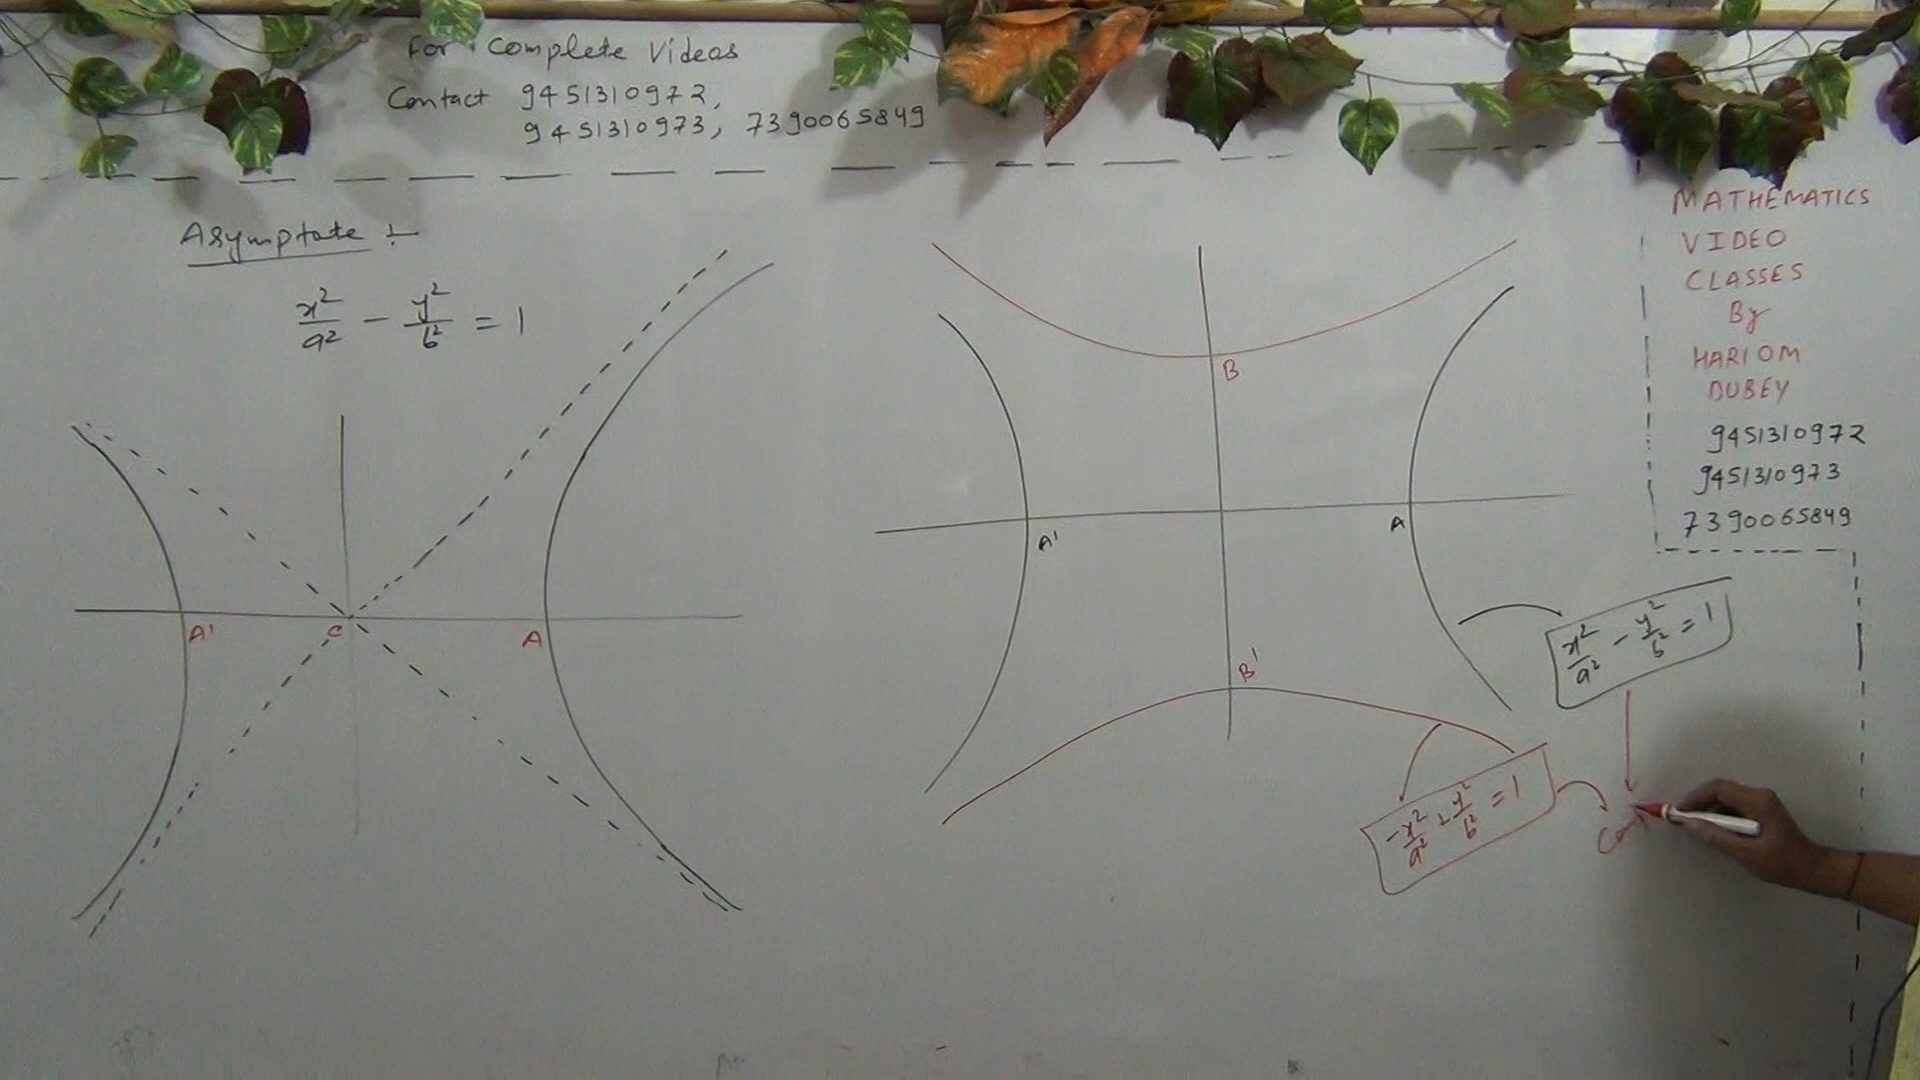 For Complete Videos
Contact 9451310972,
9451310973, 7390065849
Asymptote :-
x²/a² - y²/b² = 1
A' C A
B
A' A
B'
x²/a² - y²/b² = 1
-x²/a² + y²/b² = 1
MATHEMATICS
VIDEO
CLASSES
By
HARIOM
DUBEY
9451310972
9451310973
7390065849